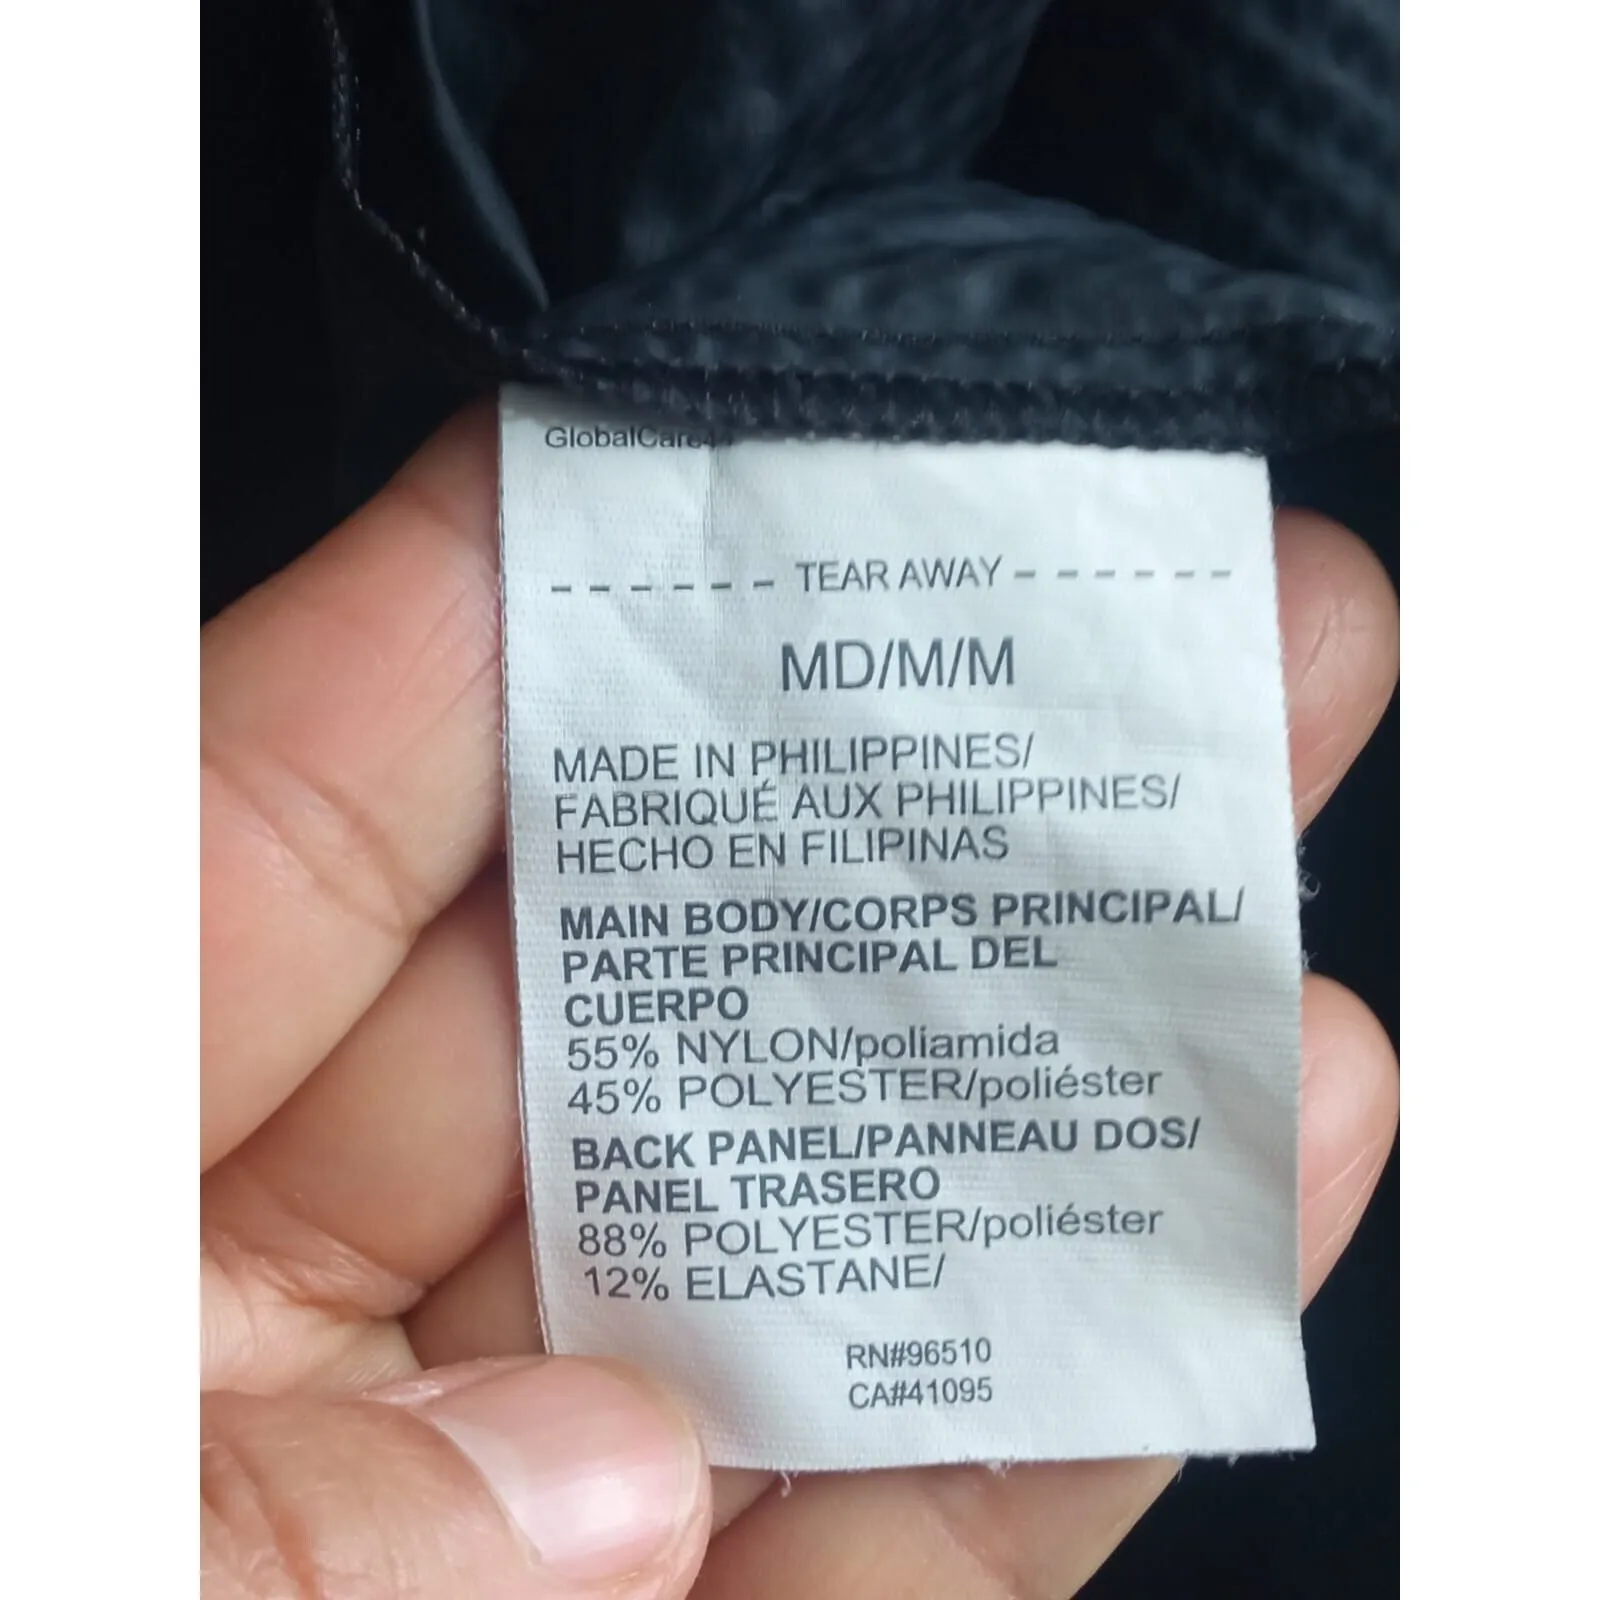 GlobalCare
- - - - - - TEAR AWAY - - - - - -
MD/M/M
MADE IN PHILIPPINES/
FABRIQUÉ AUX PHILIPPINES/
HECHO EN FILIPINAS
MAIN BODY/CORPS PRINCIPAL/
PARTE PRINCIPAL DEL
CUERPO
55% NYLON/poliamida
45% POLYESTER/poliéster
BACK PANEL/PANNEAU DOS/
PANEL TRASERO
88% POLYESTER/poliéster
12% ELASTANE/
RN#96510
CA#41095